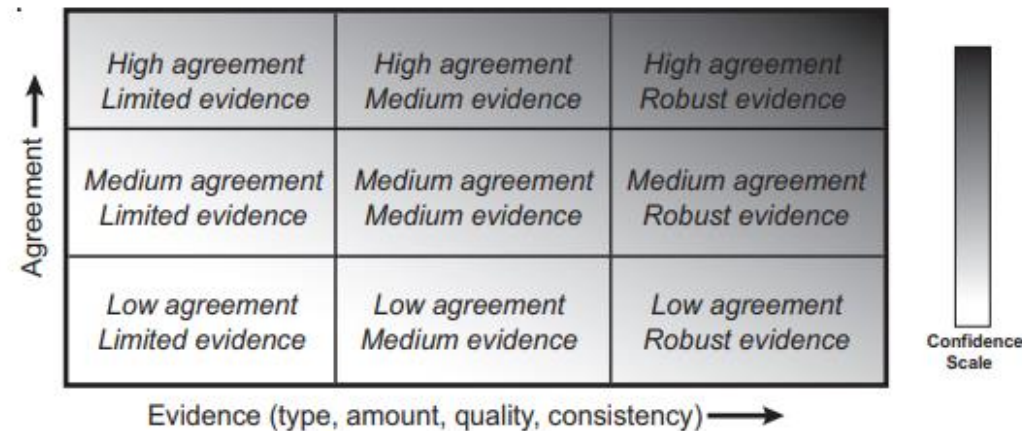 High agreement
Limited evidence
High agreement
Medium evidence
High agreement
Robust evidence
Medium agreement
Limited evidence
Medium agreement
Medium evidence
Medium agreement
Robust evidence
Low agreement
Limited evidence
Low agreement
Medium evidence
Low agreement
Robust evidence
Agreement
Evidence (type, amount, quality, consistency)
Confidence
Scale